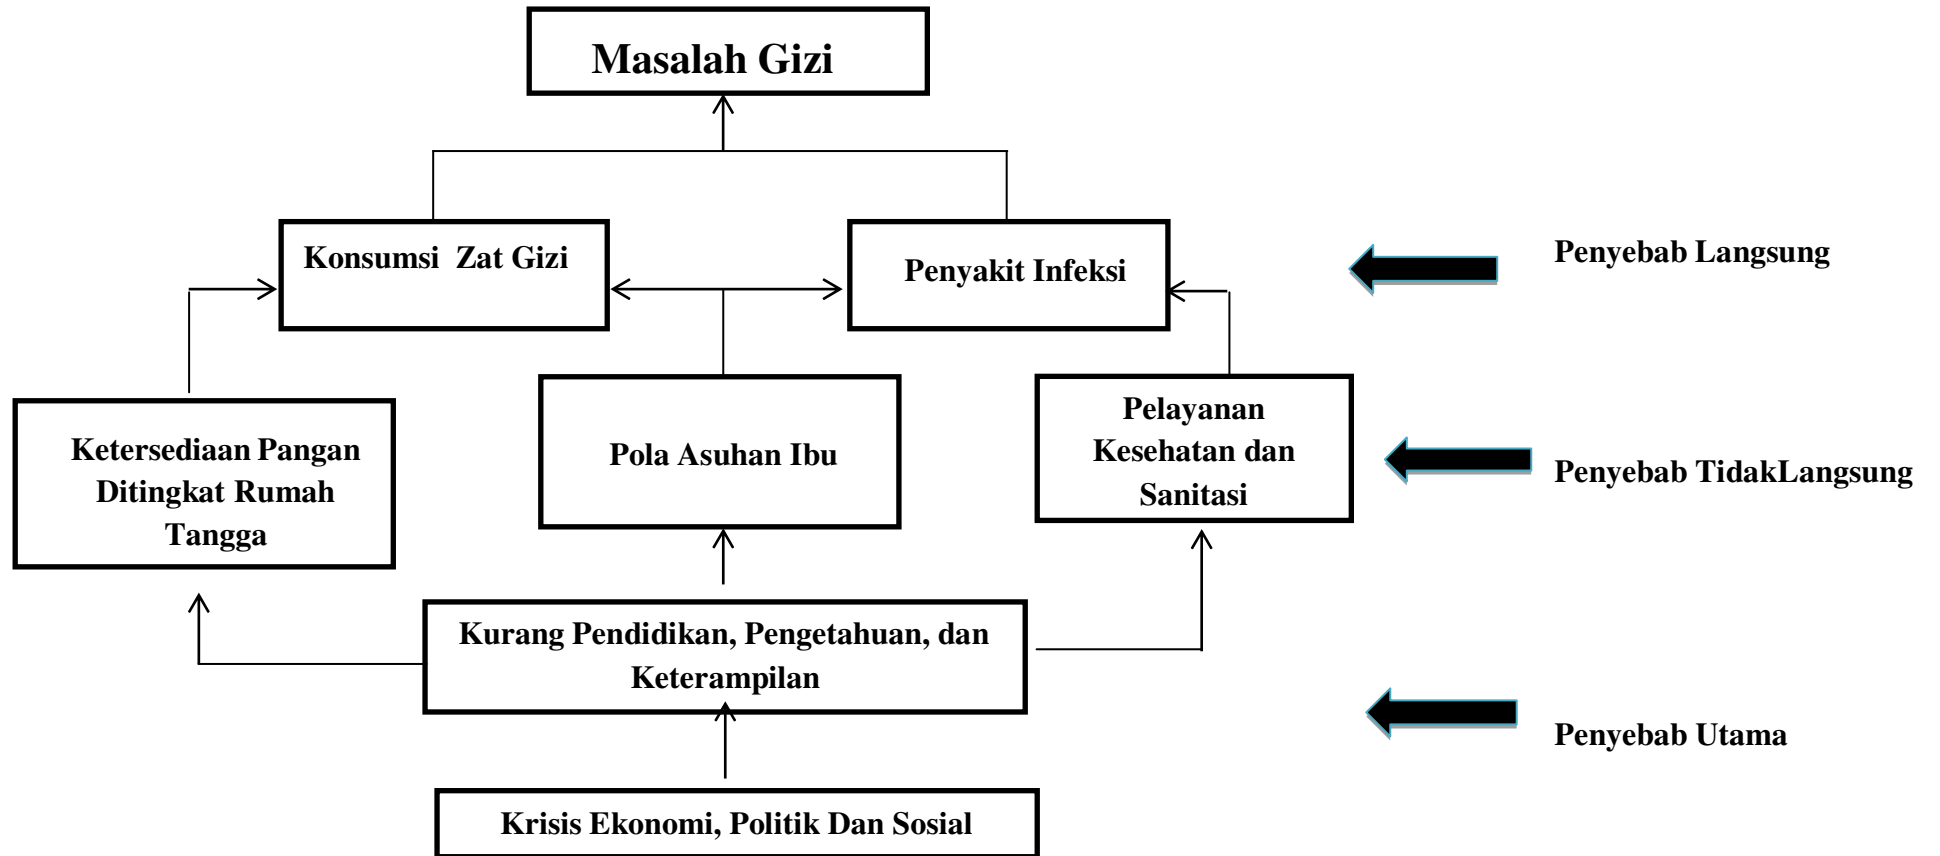 Masalah Gizi
Konsumsi Zat Gizi
Penyakit Infeksi
Penyebab Langsung
Ketersediaan Pangan
Ditingkat Rumah
Tangga
Pola Asuhan Ibu
Pelayanan
Kesehatan dan
Sanitasi
Penyebab TidakLangsung
Kurang Pendidikan, Pengetahuan, dan
Keterampilan
Penyebab Utama
Krisis Ekonomi, Politik Dan Sosial